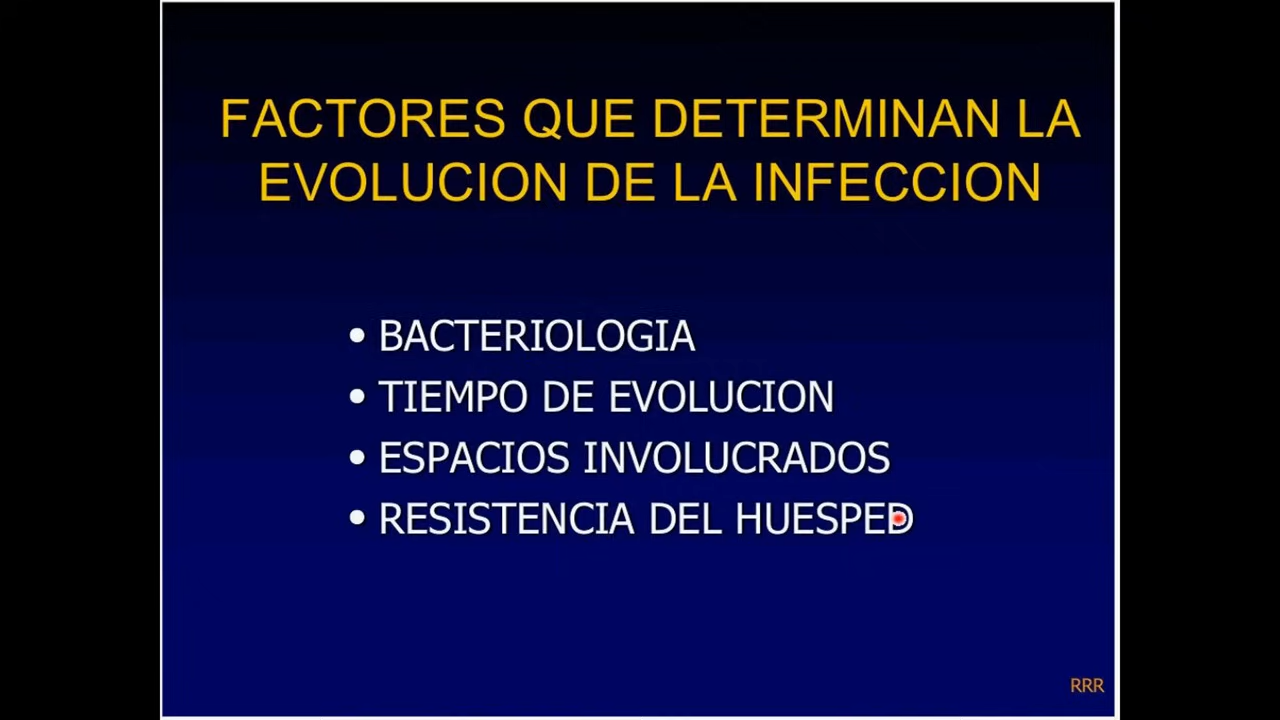 FACTORES QUE DETERMINAN LA
EVOLUCION DE LA INFECCION
• BACTERIOLOGIA
• TIEMPO DE EVOLUCION
• ESPACIOS INVOLUCRADOS
• RESISTENCIA DEL HUESPED
RRR